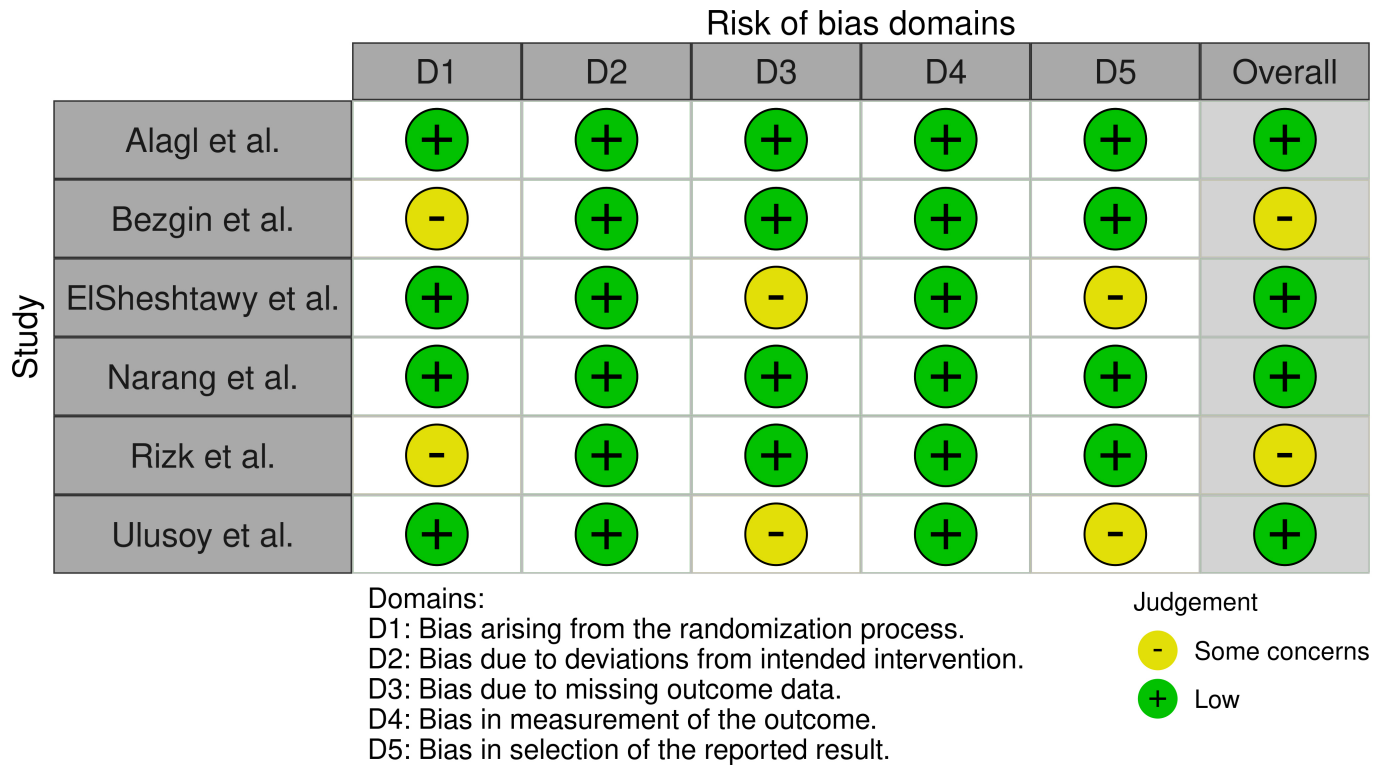 Risk of bias domains
D1 D2 D3 D4 D5 Overall
Study
Alagl et al. + + + + + +
Bezgin et al. - + + + + -
ElSheshtawy et al. + + - + - +
Narang et al. + + + + + +
Rizk et al. - + + + + -
Ulusoy et al. + + - + - +
Domains:
D1: Bias arising from the randomization process.
D2: Bias due to deviations from intended intervention.
D3: Bias due to missing outcome data.
D4: Bias in measurement of the outcome.
D5: Bias in selection of the reported result.
Judgement
- Some concerns
+ Low